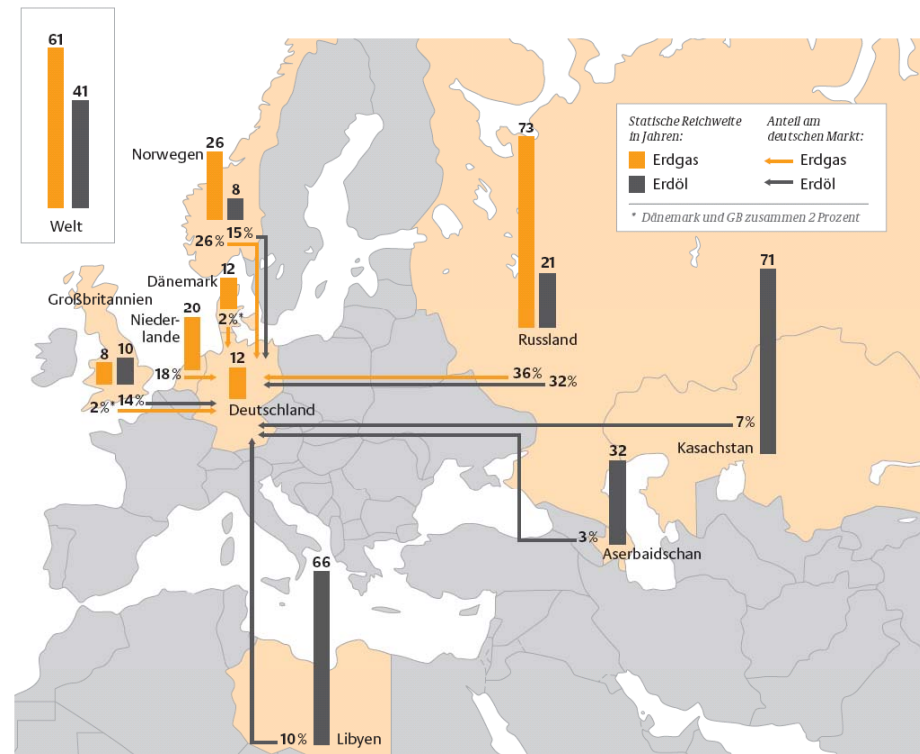 61
41
Welt
Statische Reichweite
in Jahren:
Erdgas
Erdöl
Anteil am
deutschen Markt:
Erdgas
Erdöl
* Dänemark und GB zusammen 2 Prozent
Norwegen
26
8
26%
15%
Dänemark
12
2%*
Großbritannien
8
10
14%
2%*
Nieder-
lande
20
18%
12
Deutschland
73
21
Russland
36%
32%
71
Kasachstan
7%
32
Aserbaidschan
3%
66
Libyen
10%